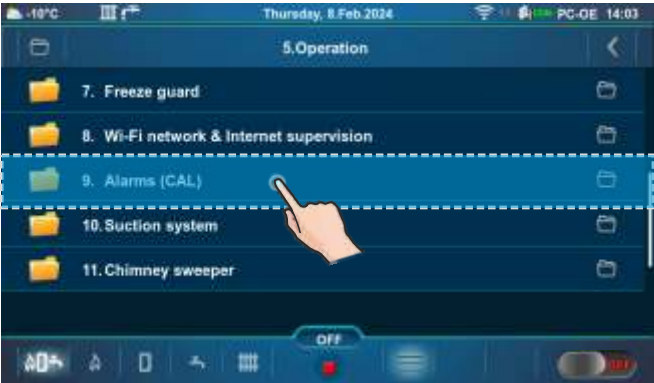 -10°C Thursday, 8.Feb.2024 PC-OE 14:03
5.Operation
7. Freeze guard
8. Wi-Fi network & Internet supervision
9. Alarms (CAL)
10.Suction system
11.Chimney sweeper
OFF
OFF